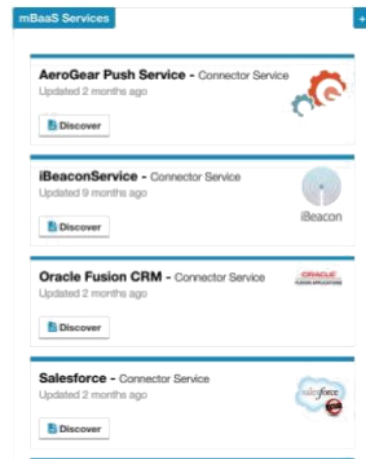 mBaaS Services
+
AeroGear Push Service - Connector Service
Updated 2 months ago
Discover
iBeaconService - Connector Service
Updated 9 months ago
iBeacon
Discover
Oracle Fusion CRM - Connector Service
ORACLE
FUSION APPLICATIONS
Updated 2 months ago
Discover
Salesforce - Connector Service
Updated 2 months ago
salesforce
Discover